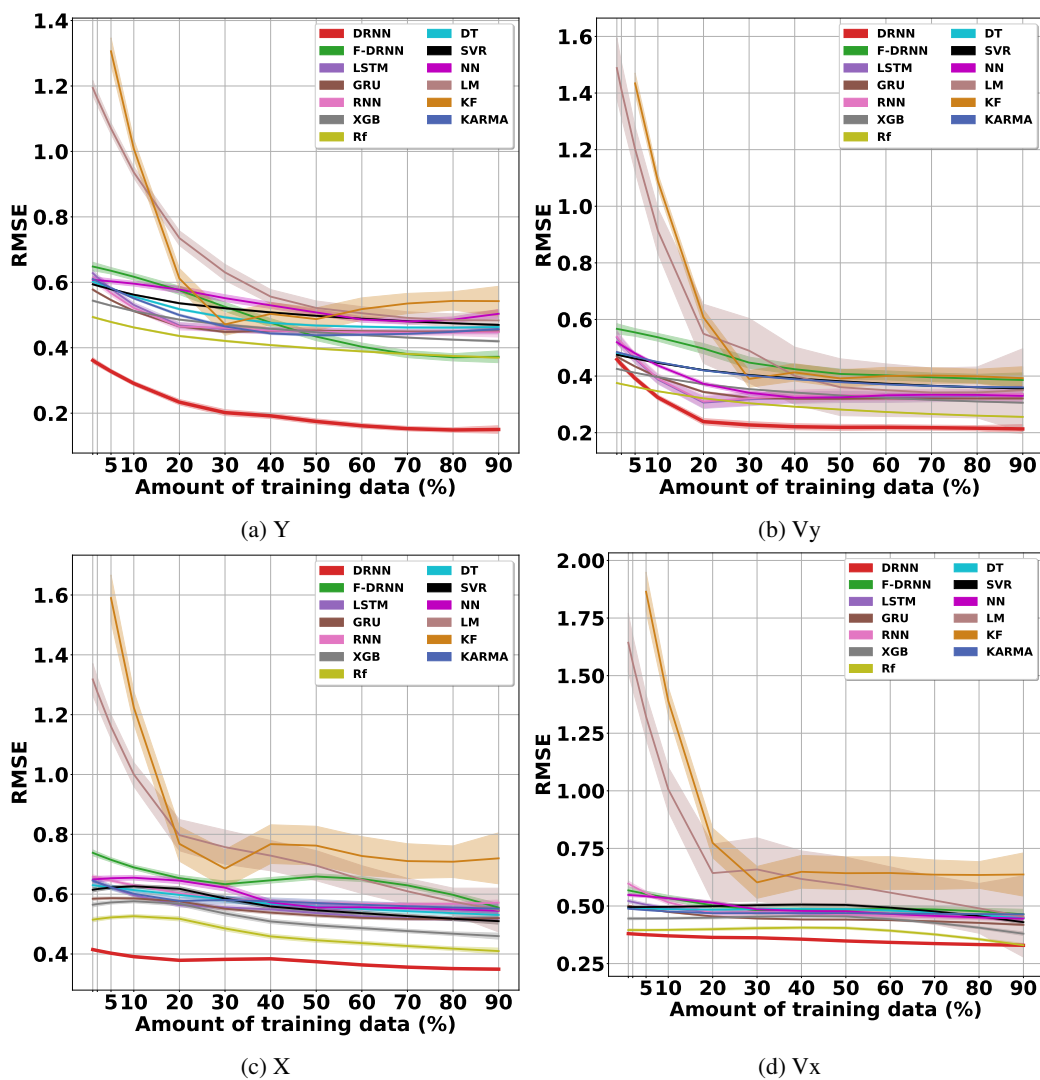 1.4
1.2
1.0
0.8
0.6
0.4
0.2
RMSE
DRNN
F-DRNN
LSTM
GRU
RNN
XGB
Rf
DT
SVR
NN
LM
KF
KARMA
5 10 20 30 40 50 60 70 80 90
Amount of training data (%)
(a) Y
1.6
1.4
1.2
1.0
0.8
0.6
0.4
0.2
RMSE
DRNN
F-DRNN
LSTM
GRU
RNN
XGB
Rf
DT
SVR
NN
LM
KF
KARMA
5 10 20 30 40 50 60 70 80 90
Amount of training data (%)
(b) Vy
1.6
1.4
1.2
1.0
0.8
0.6
0.4
RMSE
DRNN
F-DRNN
LSTM
GRU
RNN
XGB
Rf
DT
SVR
NN
LM
KF
KARMA
5 10 20 30 40 50 60 70 80 90
Amount of training data (%)
(c) X
2.00
1.75
1.50
1.25
1.00
0.75
0.50
0.25
RMSE
DRNN
F-DRNN
LSTM
GRU
RNN
XGB
Rf
DT
SVR
NN
LM
KF
KARMA
5 10 20 30 40 50 60 70 80 90
Amount of training data (%)
(d) Vx